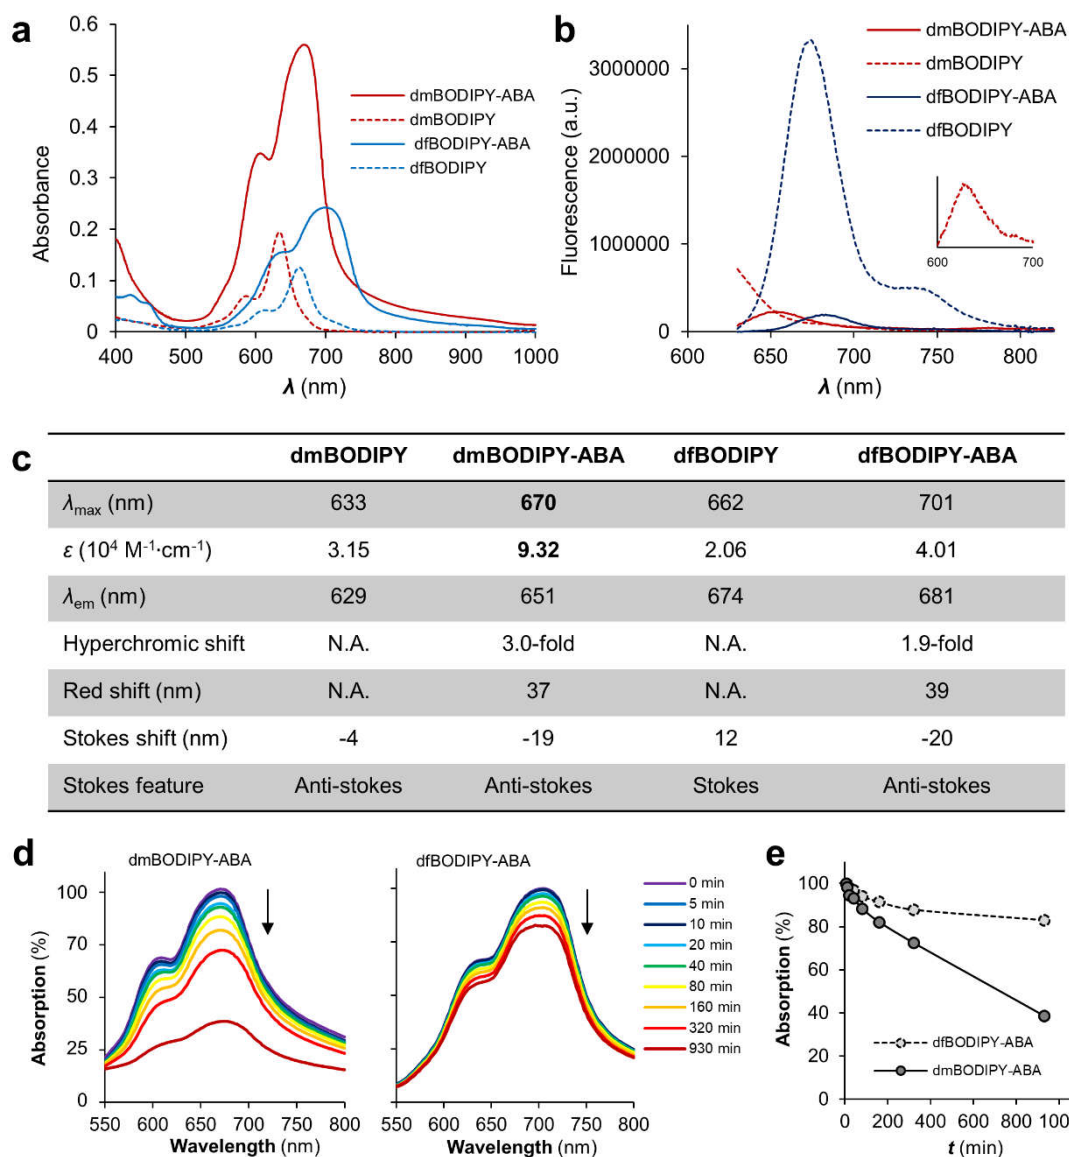 a
0.6
0.5
0.4
0.3
0.2
0.1
0
400 500 600 700 800 900 1000
Absorbance
λ (nm)
dmBODIPY-ABA
dmBODIPY
dfBODIPY-ABA
dfBODIPY
b
3000000
2000000
1000000
0
600 650 700 750 800
Fluorescence (a.u.)
λ (nm)
dmBODIPY-ABA
dmBODIPY
dfBODIPY-ABA
dfBODIPY
600 700
c
dmBODIPY dmBODIPY-ABA dfBODIPY dfBODIPY-ABA
λmax (nm) 633 670 662 701
ε (10⁴ M⁻¹·cm⁻¹) 3.15 9.32 2.06 4.01
λem (nm) 629 651 674 681
Hyperchromic shift N.A. 3.0-fold N.A. 1.9-fold
Red shift (nm) N.A. 37 N.A. 39
Stokes shift (nm) -4 -19 12 -20
Stokes feature Anti-stokes Anti-stokes Stokes Anti-stokes
d
dmBODIPY-ABA
100
70
50
25
0
550 600 650 700 750 800
Absorption (%)
Wavelength (nm)
dfBODIPY-ABA
550 600 650 700 750 800
Wavelength (nm)
0 min
5 min
10 min
20 min
40 min
80 min
160 min
320 min
930 min
e
100
80
60
40
20
0
0 200 400 600 800 100
Absorption (%)
t (min)
dfBODIPY-ABA
dmBODIPY-ABA